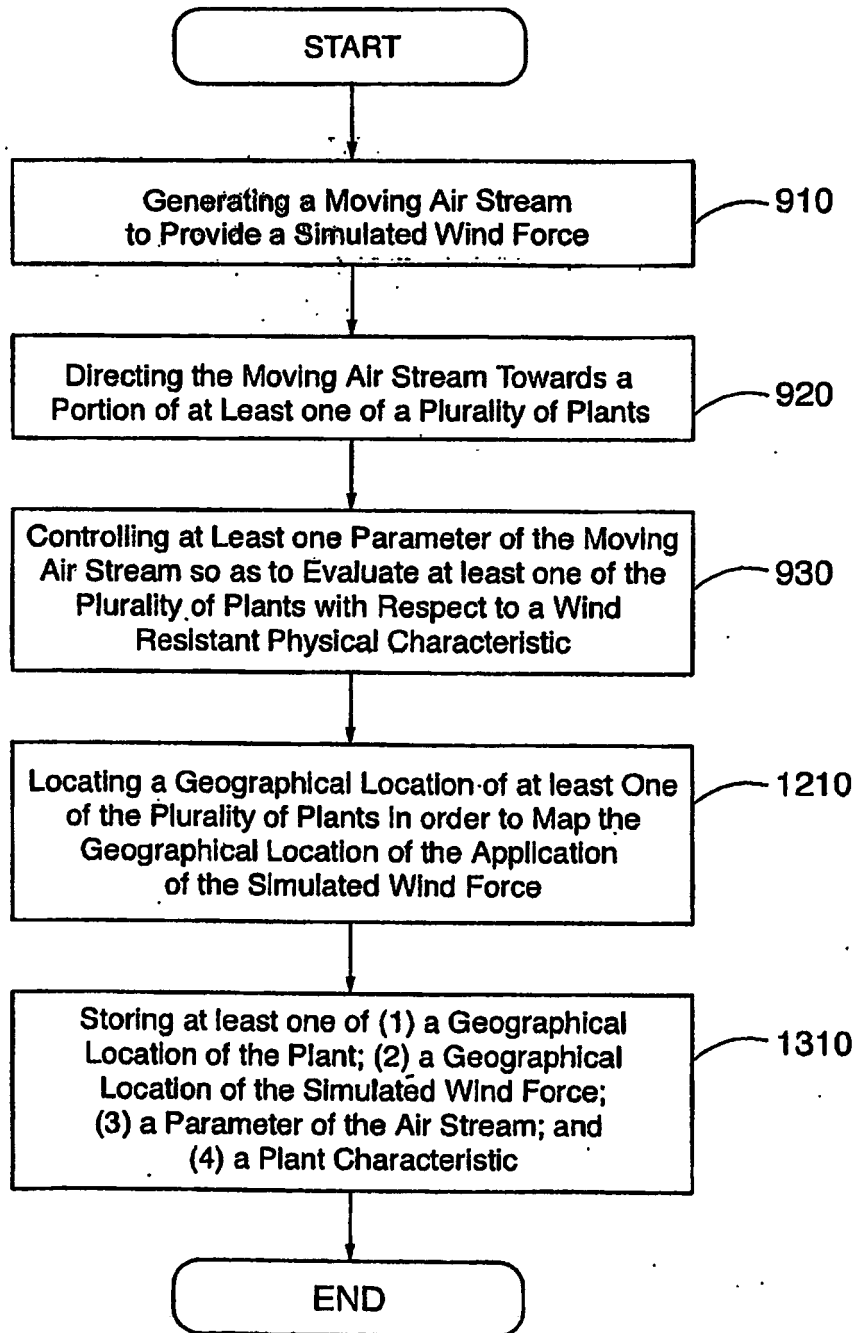 START
Generating a Moving Air Stream
to Provide a Simulated Wind Force
910
Directing the Moving Air Stream Towards a
Portion of at Least one of a Plurality of Plants
920
Controlling at Least one Parameter of the Moving
Air Stream so as to Evaluate at least one of the
Plurality of Plants with Respect to a Wind
Resistant Physical Characteristic
930
Locating a Geographical Location of at least One
of the Plurality of Plants in order to Map the
Geographical Location of the Application
of the Simulated Wind Force
1210
Storing at least one of (1) a Geographical
Location of the Plant; (2) a Geographical
Location of the Simulated Wind Force;
(3) a Parameter of the Air Stream; and
(4) a Plant Characteristic
1310
END